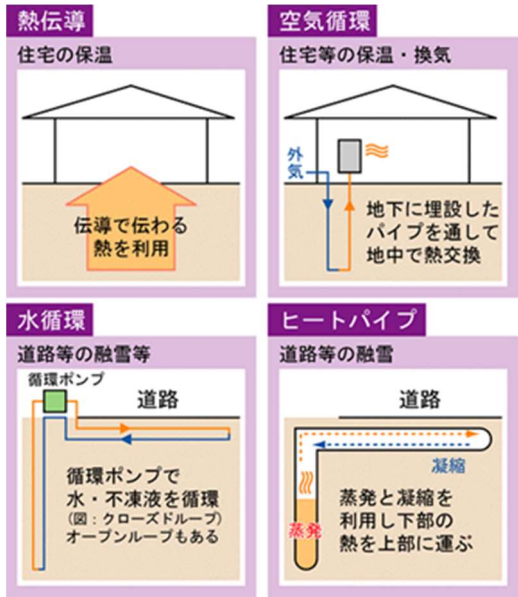 熱伝導
住宅の保温
伝導で伝わる
熱を利用
空気循環
住宅等の保温・換気
外気
地下に埋設した
パイプを通して
地中で熱交換
水循環
道路等の融雪等
循環ポンプ
道路
循環ポンプで
水・不凍液を循環
(図：クローズドループ)
オープンループもある
ヒートパイプ
道路等の融雪
道路
凝縮
蒸発
蒸発と凝縮を
利用し下部の
熱を上部に運ぶ